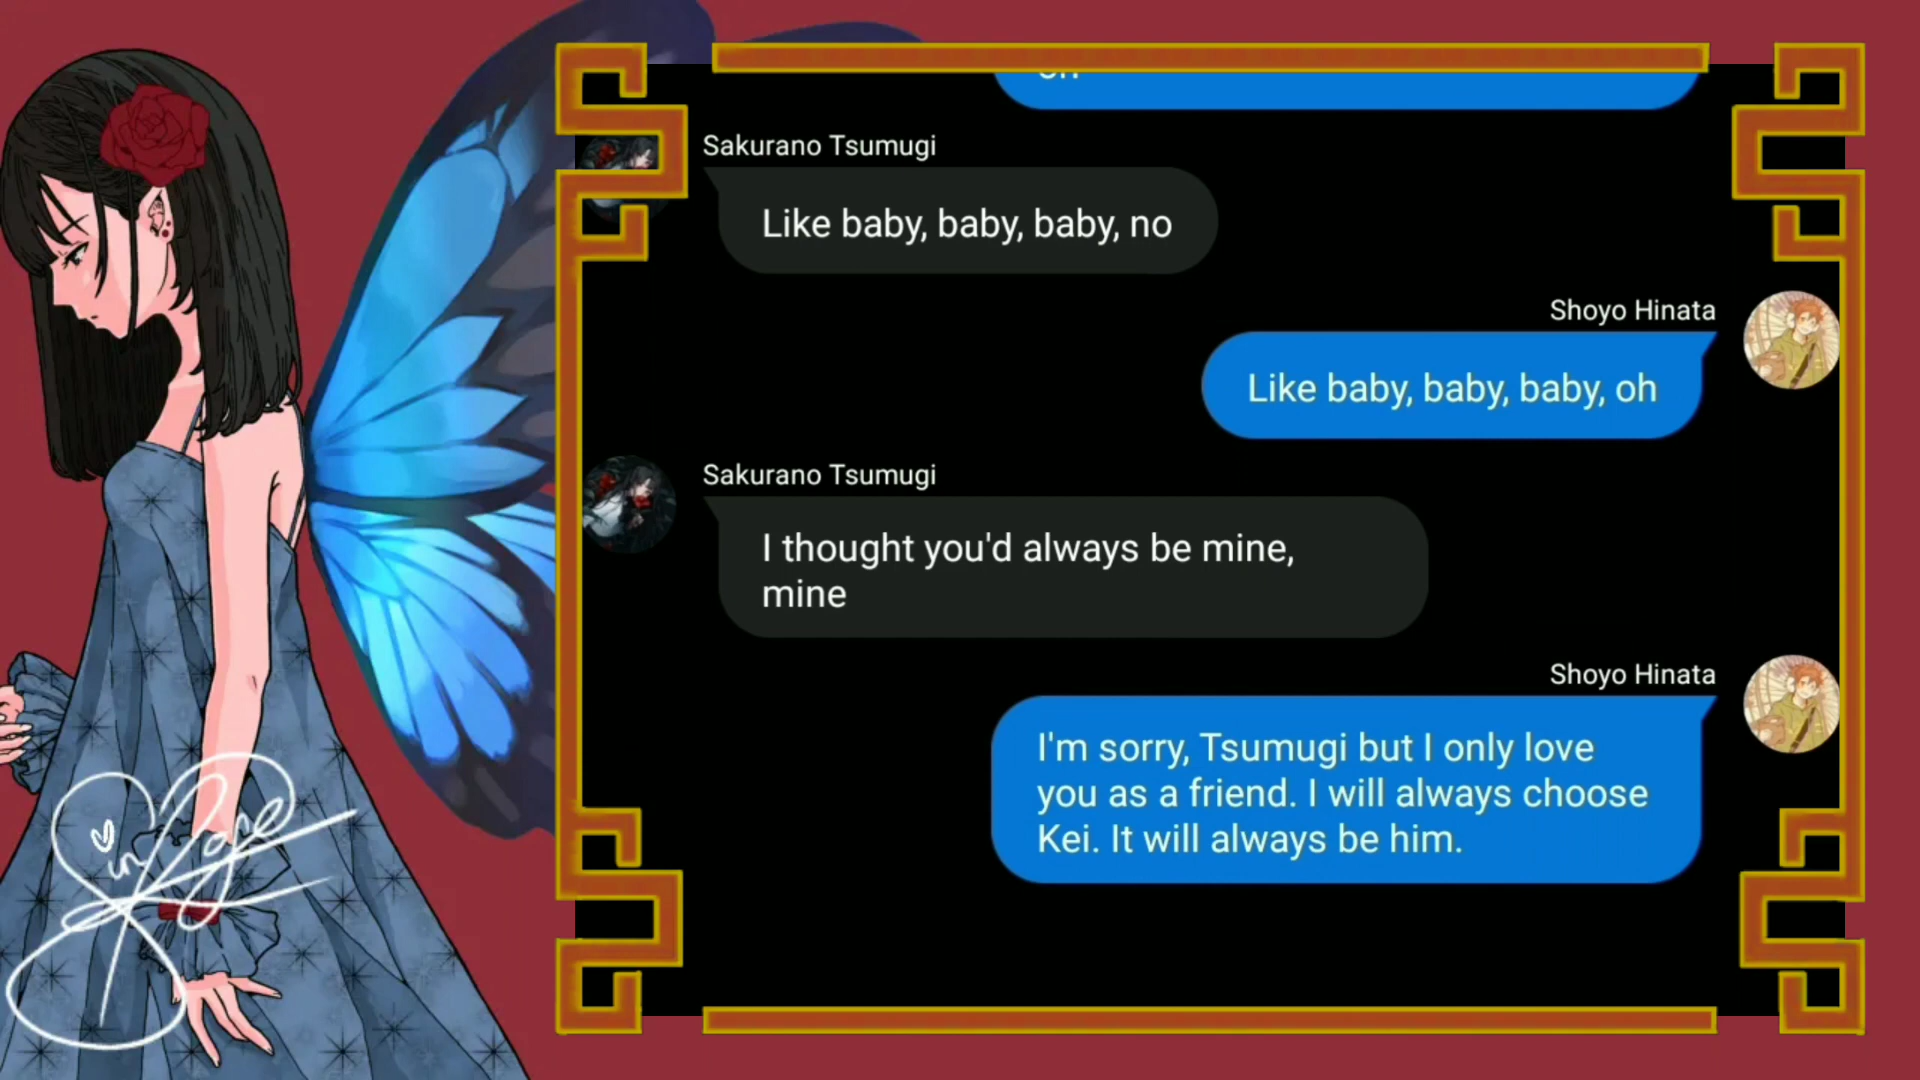 oh
Sakurano Tsumugi
Like baby, baby, baby, no
Shoyo Hinata
Like baby, baby, baby, oh
Sakurano Tsumugi
I thought you'd always be mine,
mine
Shoyo Hinata
I'm sorry, Tsumugi but I only love
you as a friend. I will always choose
Kei. It will always be him.